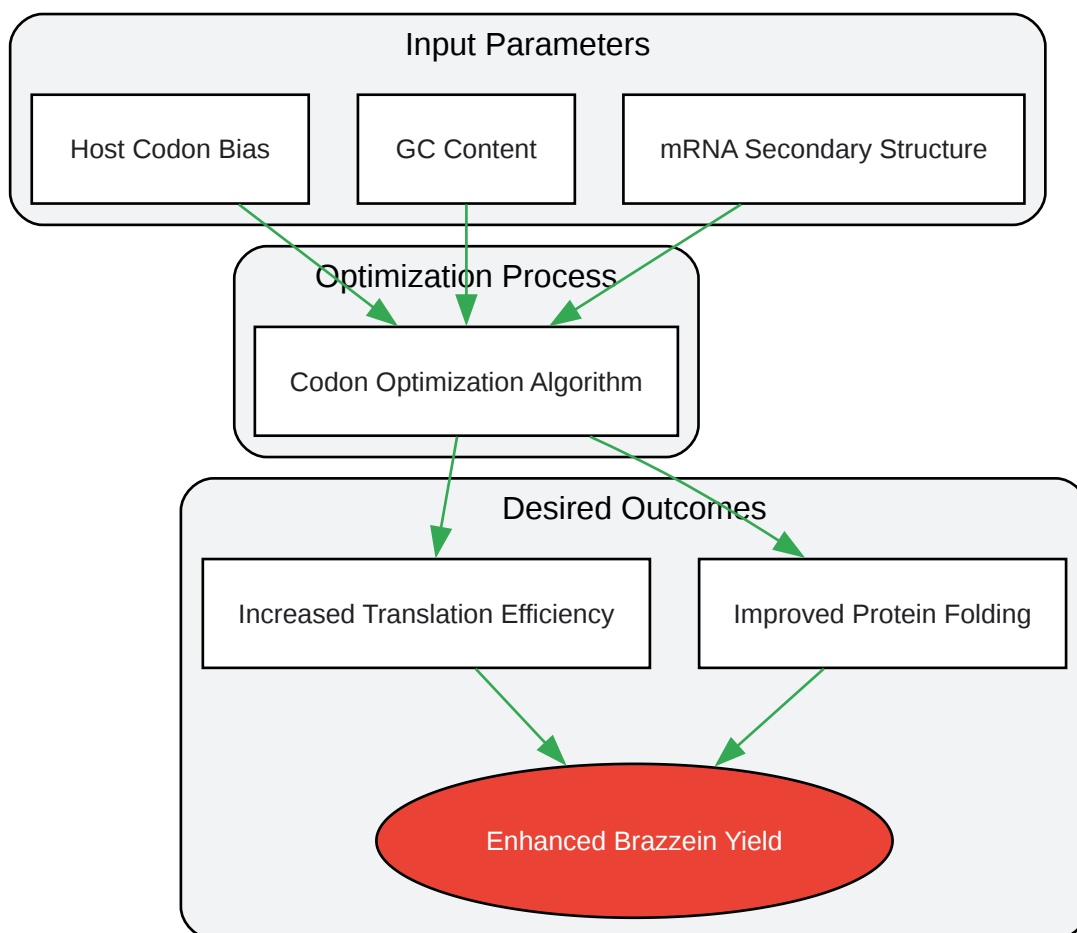 Input Parameters
Host Codon Bias
GC Content
mRNA Secondary Structure
Optimization Process
Codon Optimization Algorithm
Desired Outcomes
Increased Translation Efficiency
Improved Protein Folding
Enhanced Brazzein Yield